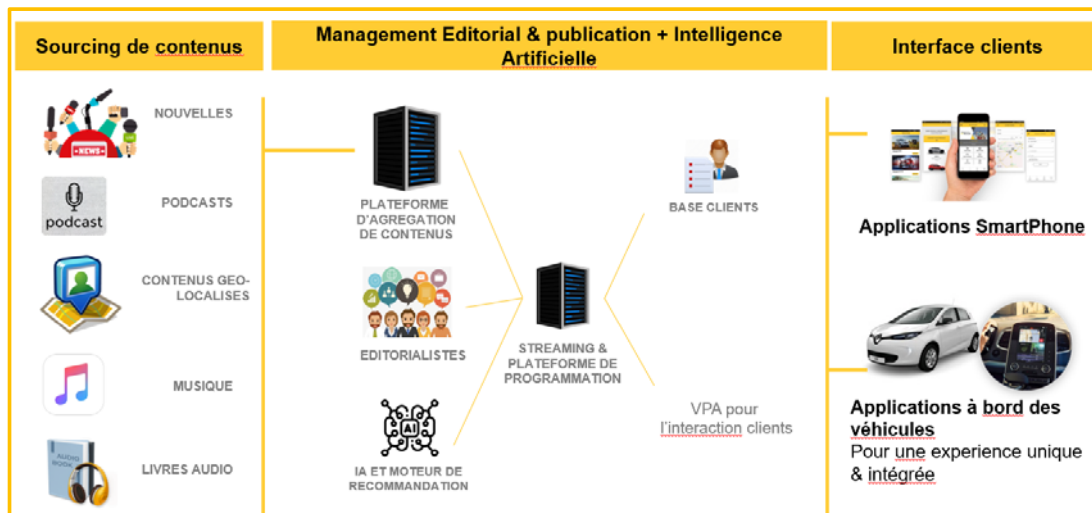 Sourcing de contenus
Management Editorial & publication + Intelligence
Artificielle
Interface clients
NOUVELLES
NEWS
podcast
PODCASTS
CONTENUS GEO-
LOCALISES
MUSIQUE
AUDIO
BOOK
LIVRES AUDIO
PLATEFORME
D'AGREGATION
DE CONTENUS
EDITORIALISTES
AI
IA ET MOTEUR DE
RECOMMANDATION
STREAMING &
PLATEFORME DE
PROGRAMMATION
BASE CLIENTS
VPA pour
l'interaction clients
Applications SmartPhone
Applications à bord des
véhicules
Pour une experience unique
& intégrée